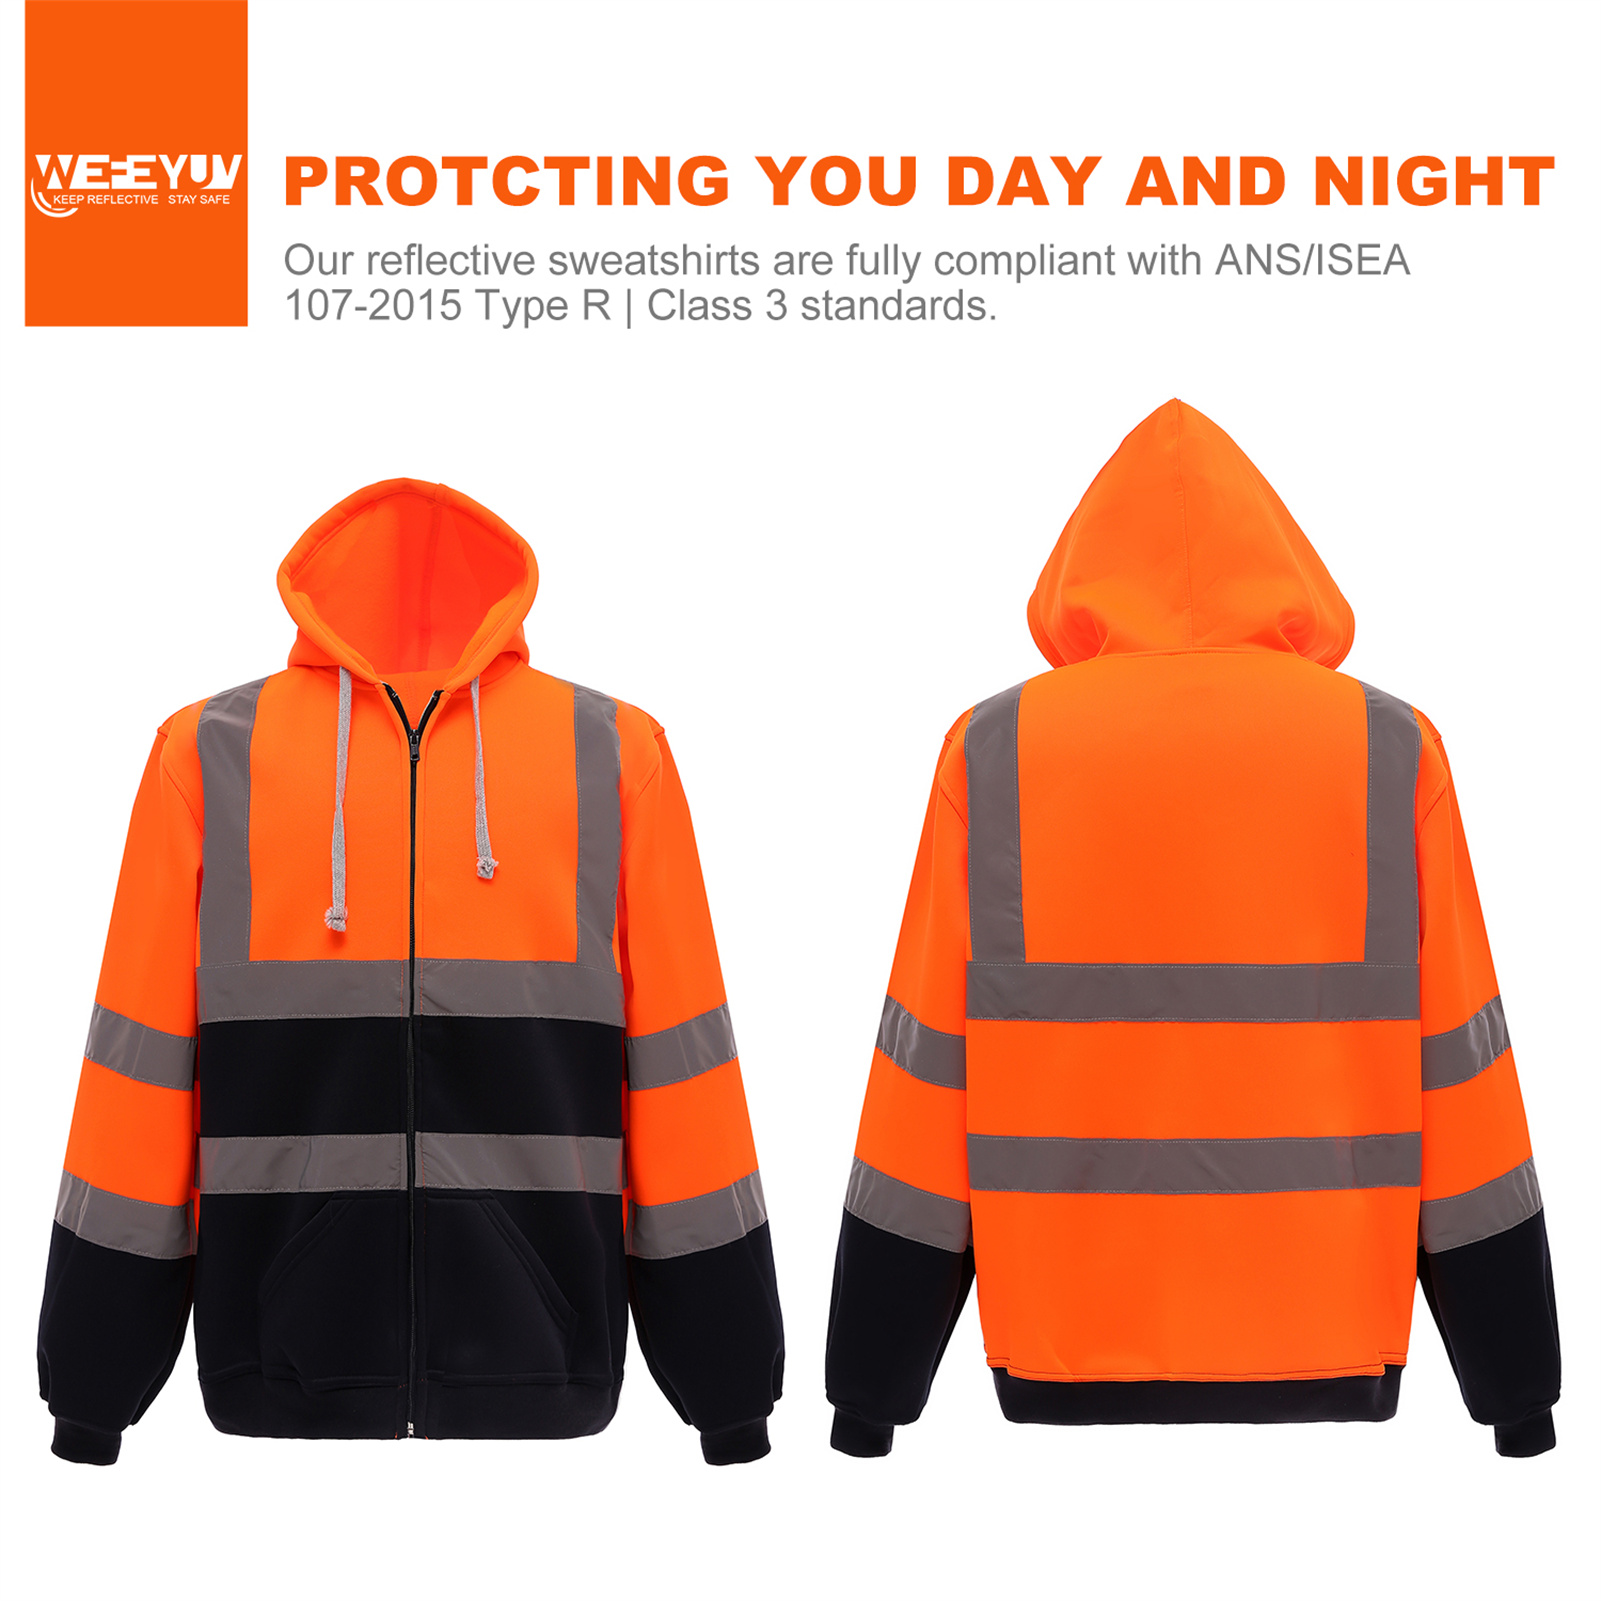 WEFEYUV
KEEP REFLECTIVE STAY SAFE
PROTCTING YOU DAY AND NIGHT
Our reflective sweatshirts are fully compliant with ANS/ISEA
107-2015 Type R | Class 3 standards.